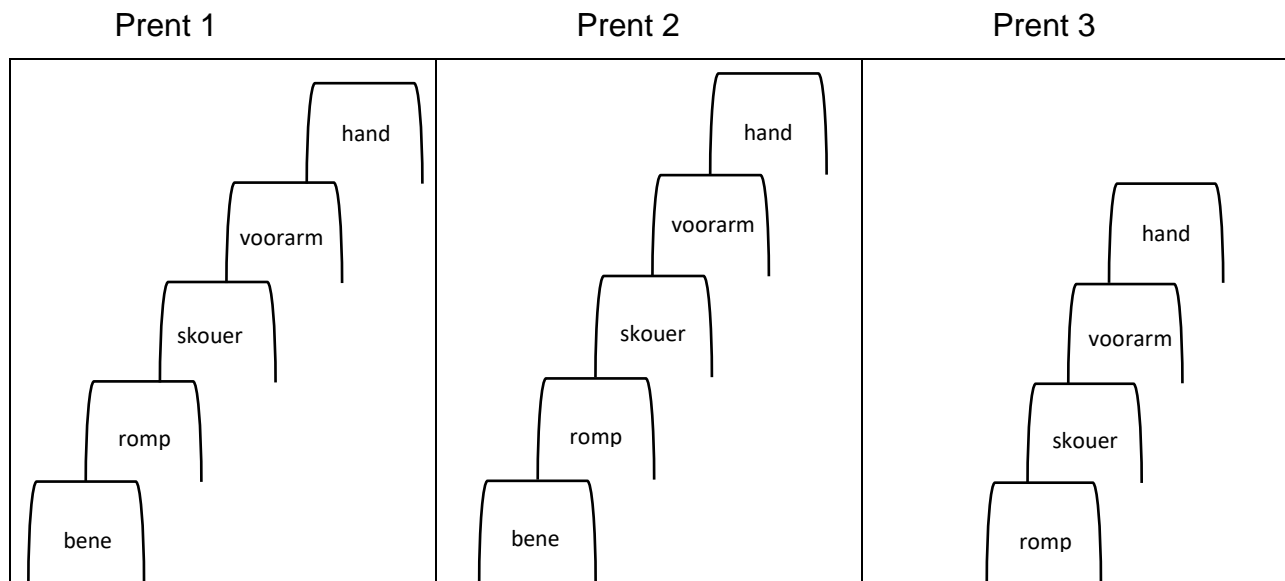 Prent 1
Prent 2
Prent 3
hand
voorarm
skouer
romp
bene
hand
voorarm
skouer
romp
bene
hand
voorarm
skouer
romp